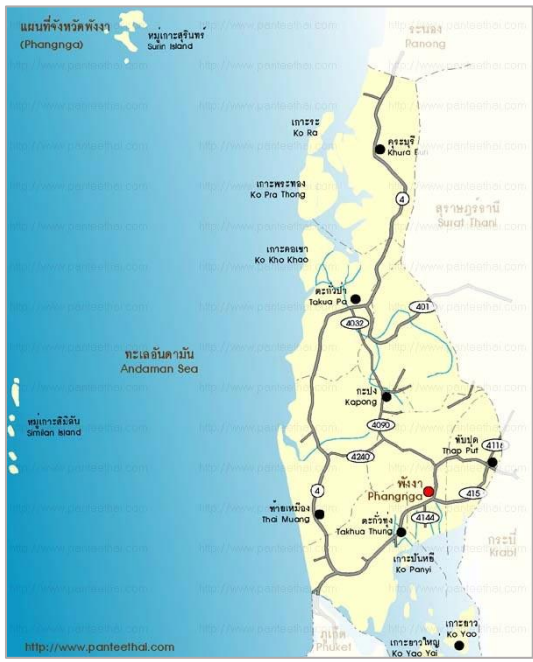 แผนที่จังหวัดพังงา
(Phangnga)
หมู่เกาะสุรินทร์
Surin Island
ระนอง
Panong
เกาะระ
Ko Ra
คุระบุรี
Khura Buri
เกาะพระทอง
Ko Pra Thong
4
สุราษฎร์ธานี
Surat Thani
เกาะคอเขา
Ko Kho Khao
ตะกั่วป่า
Takua Pa
401
4032
ทะเลอันดามัน
Andaman Sea
กะปง
Kapong
หมู่เกาะสิมิลัน
Similan Island
4090
ทับปุด
Thap Put
4240
พังงา
Phangnga
4
415
ท้ายเหมือง
Thai Muang
ตะกั่วทุ่ง
Takhua Thung
4144
กระบี่
Krabi
เกาะปันหยี
Ko Panyi
ภูเก็ต
Phuket
เกาะยาว
Ko Yao
เกาะยาวใหญ่
Ko Yao Yai
http://www.panteethai.com